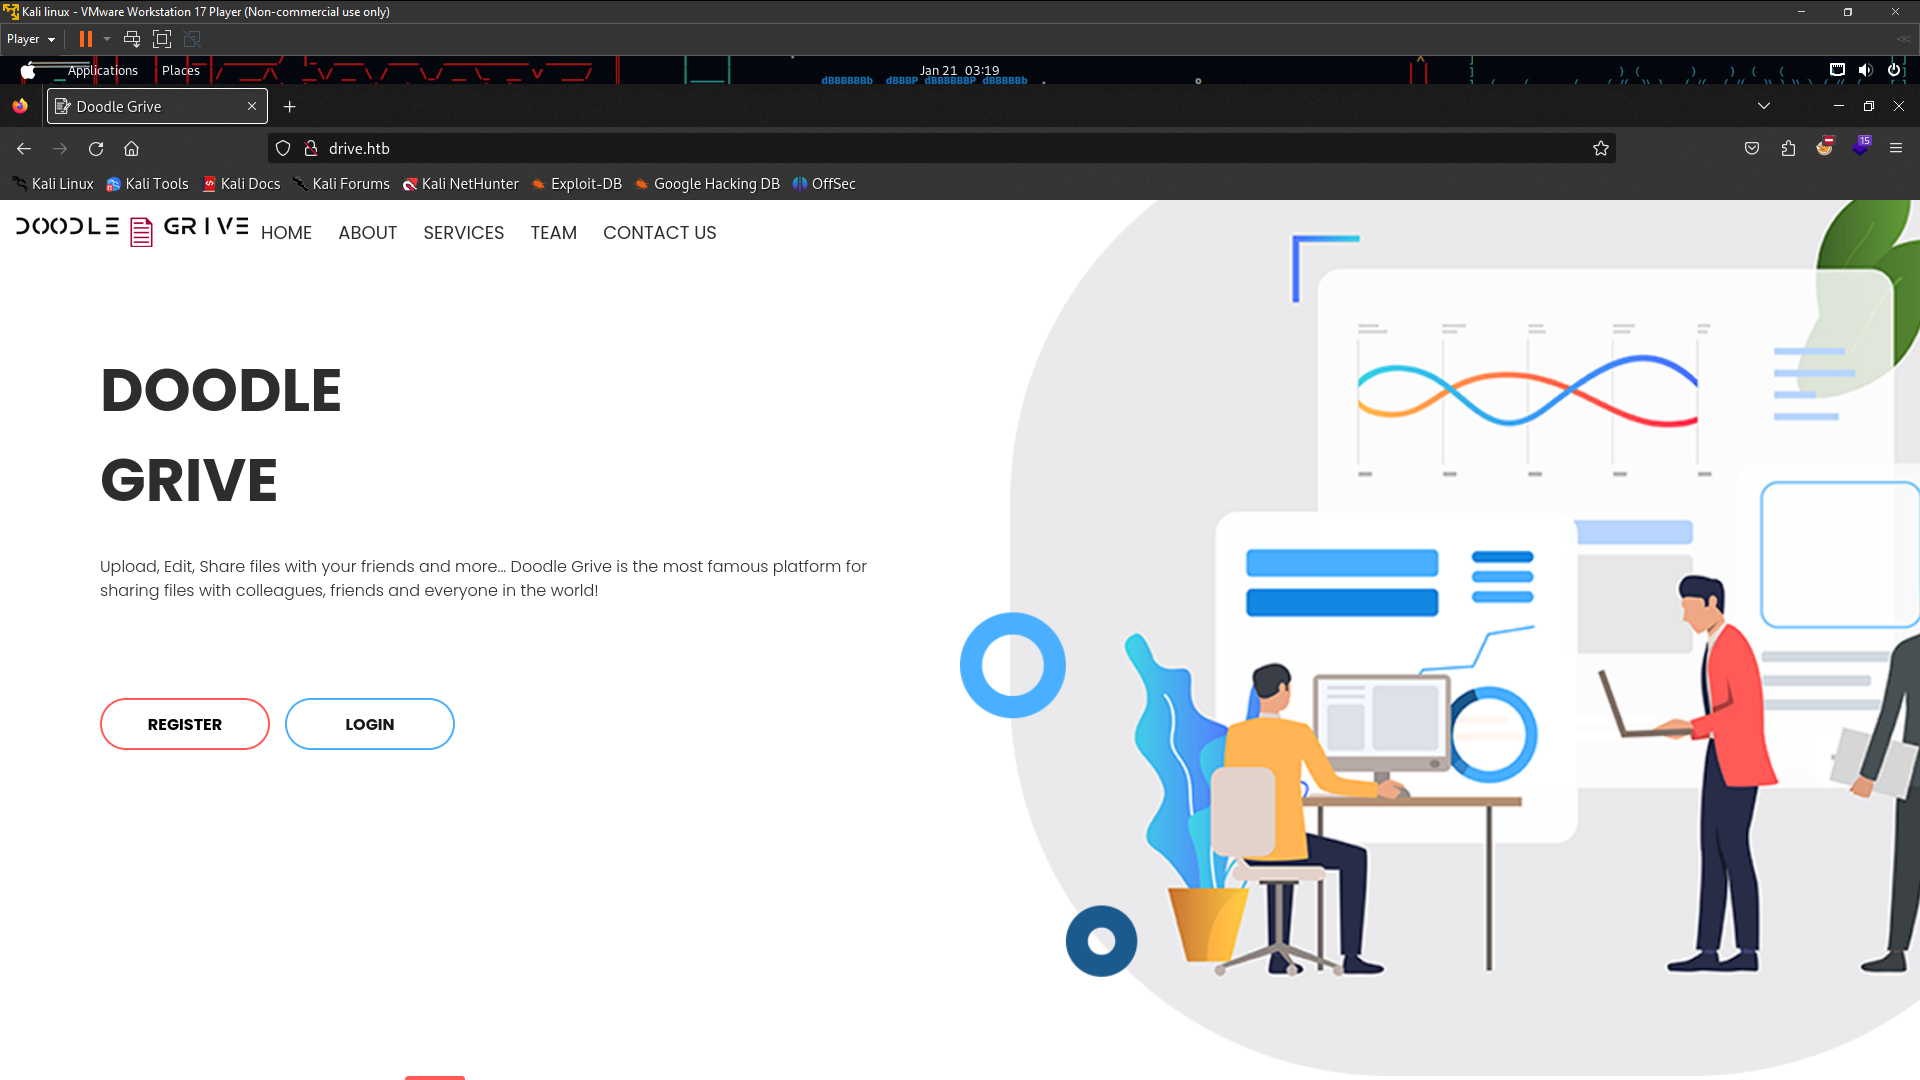 Kali linux - VMware Workstation 17 Player (Non-commercial use only)
Player
Applications Places Jan 21 03:19
Doodle Grive
drive.htb
15
Kali Linux Kali Tools Kali Docs Kali Forums Kali NetHunter Exploit-DB Google Hacking DB OffSec
DOODLE GRIVE HOME ABOUT SERVICES TEAM CONTACT US
DOODLE
GRIVE
Upload, Edit, Share files with your friends and more... Doodle Grive is the most famous platform for
sharing files with colleagues, friends and everyone in the world!
REGISTER LOGIN